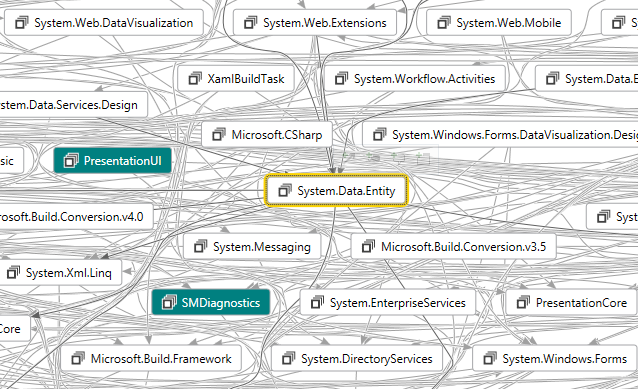 System.Web.DataVisualization
System.Web.Extensions
System.Web.Mobile
XamlBuildTask
System.Workflow.Activities
System.Data.E
stem.Data.Services.Design
Microsoft.CSharp
System.Windows.Forms.DataVisualization.Desig
sic
PresentationUI
System.Data.Entity
osoft.Build.Conversion.v4.0
System.Messaging
Microsoft.Build.Conversion.v3.5
System.Xml.Linq
SMDiagnostics
System.EnterpriseServices
PresentationCore
Core
Microsoft.Build.Framework
System.DirectoryServices
System.Windows.Forms